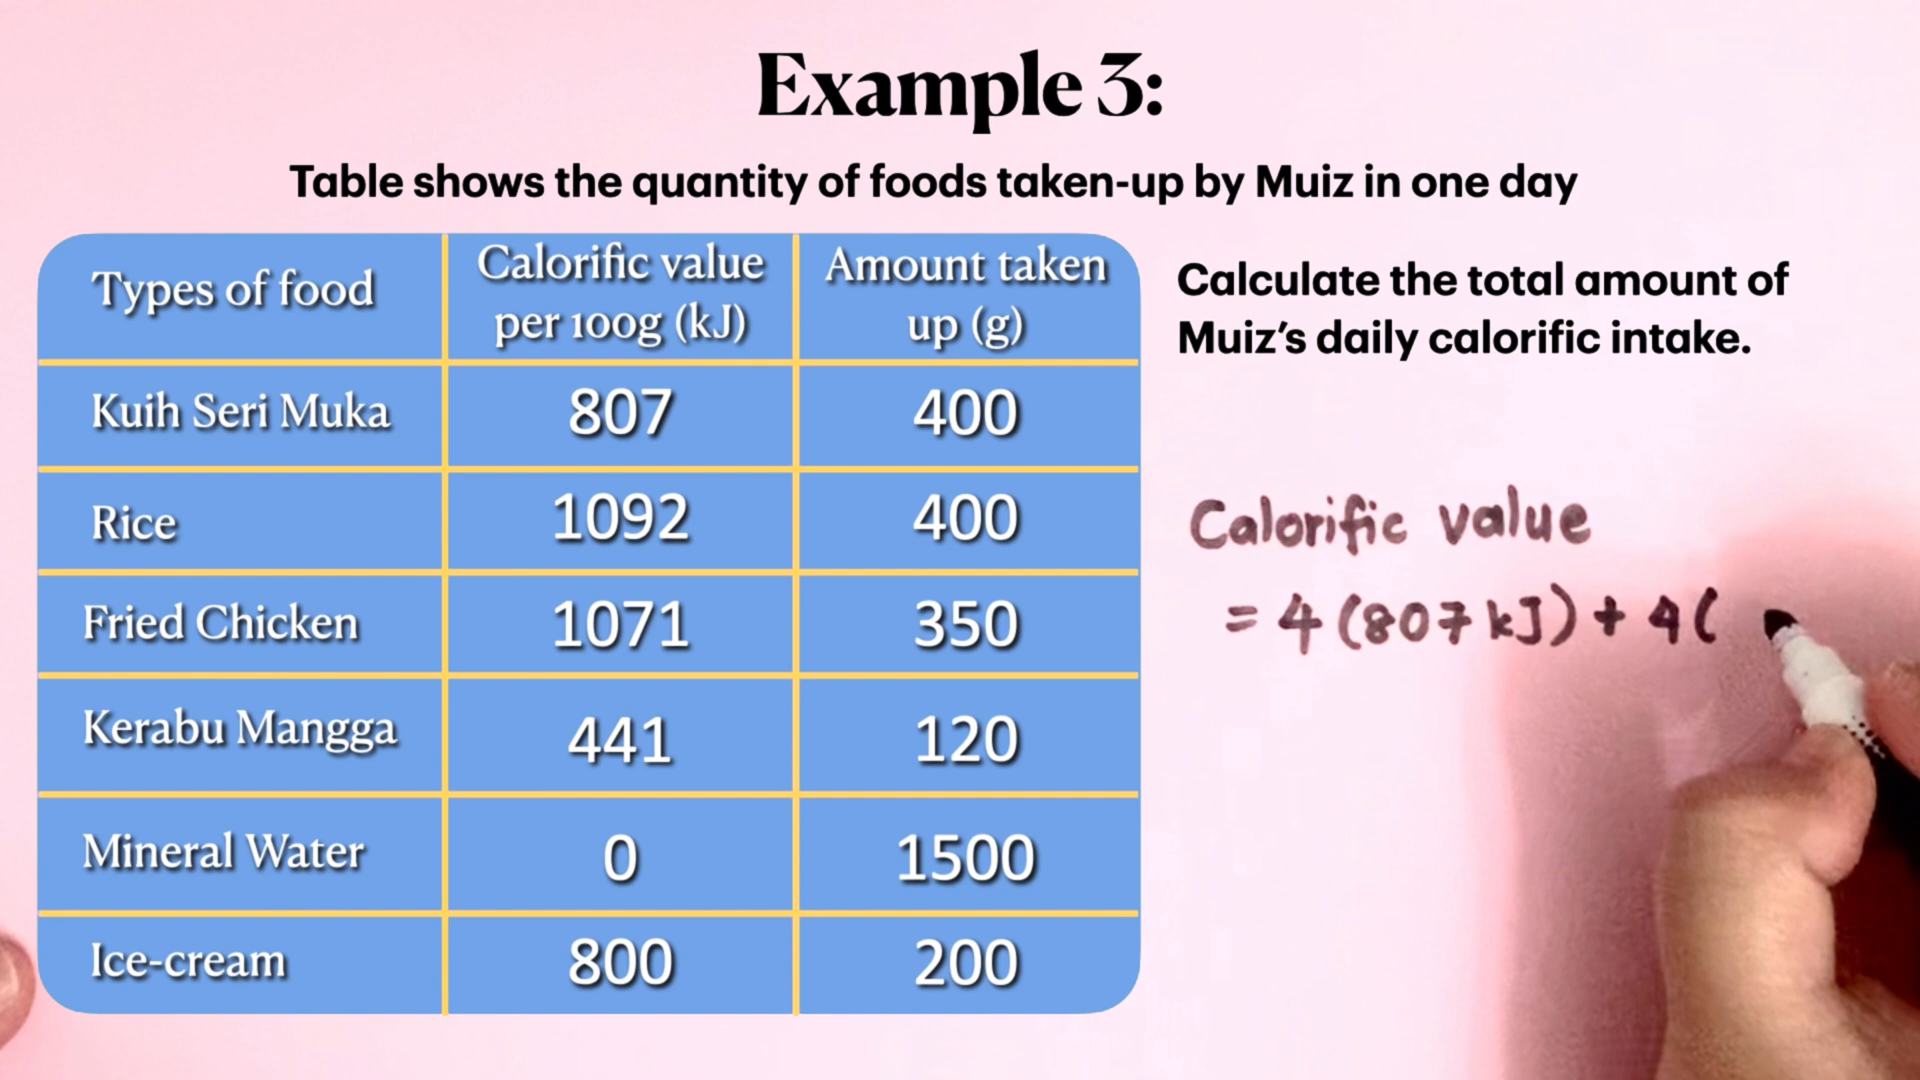 Example 3:
Table shows the quantity of foods taken-up by Muiz in one day
Types of food
Calorific value
per 100g (kJ)
Amount taken
up (g)
Kuih Seri Muka
807
400
Rice
1092
400
Fried Chicken
1071
350
Kerabu Mangga
441
120
Mineral Water
0
1500
Ice-cream
800
200
Calculate the total amount of
Muiz’s daily calorific intake.
Calorific value
= 4 (807 kJ) + 4 (